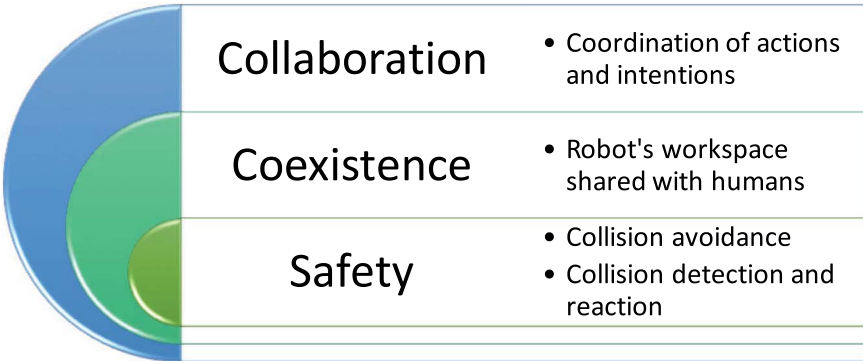 Collaboration
• Coordination of actions
and intentions
Coexistence
• Robot's workspace
shared with humans
Safety
• Collision avoidance
• Collision detection and
reaction